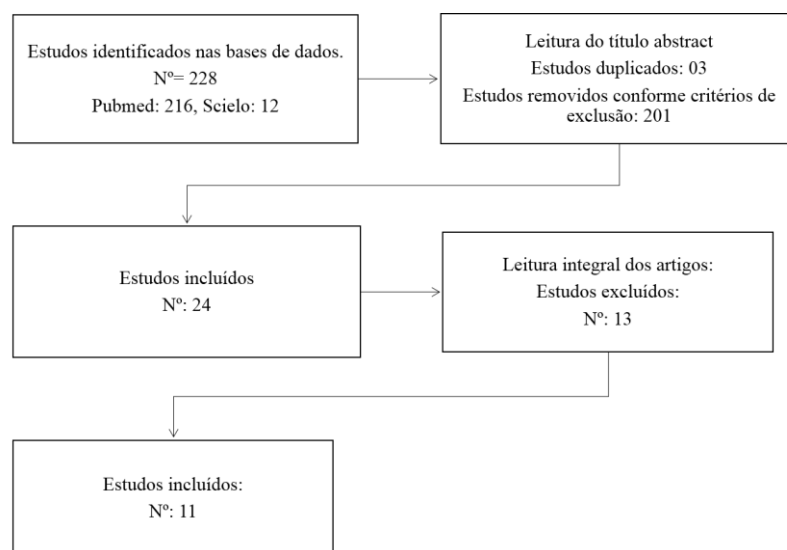 Estudos identificados nas bases de dados.
Nº= 228
Pubmed: 216, Scielo: 12
Leitura do título abstract
Estudos duplicados: 03
Estudos removidos conforme critérios de
exclusão: 201
Estudos incluídos
Nº: 24
Leitura integral dos artigos:
Estudos excluídos:
Nº: 13
Estudos incluídos:
Nº: 11